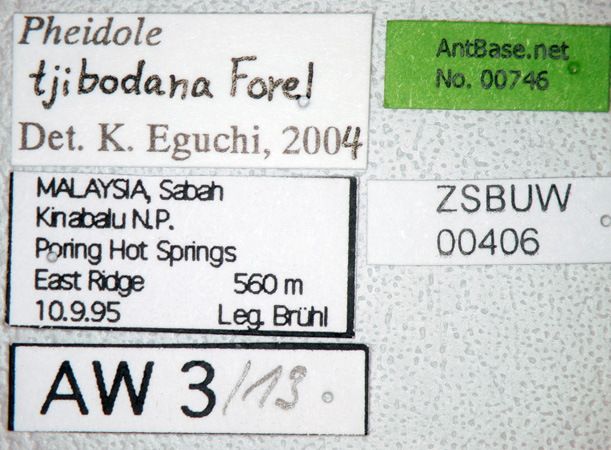 Pheidole
tjibodana Forel
Det. K. Eguchi, 2004
MALAYSIA, Sabah
Kinabalu N.P.
Poring Hot Springs
East Ridge 560 m
10.9.95 Leg. Brühl
AW 3/13
AntBase.net
No. 00746
ZSBUW
00406